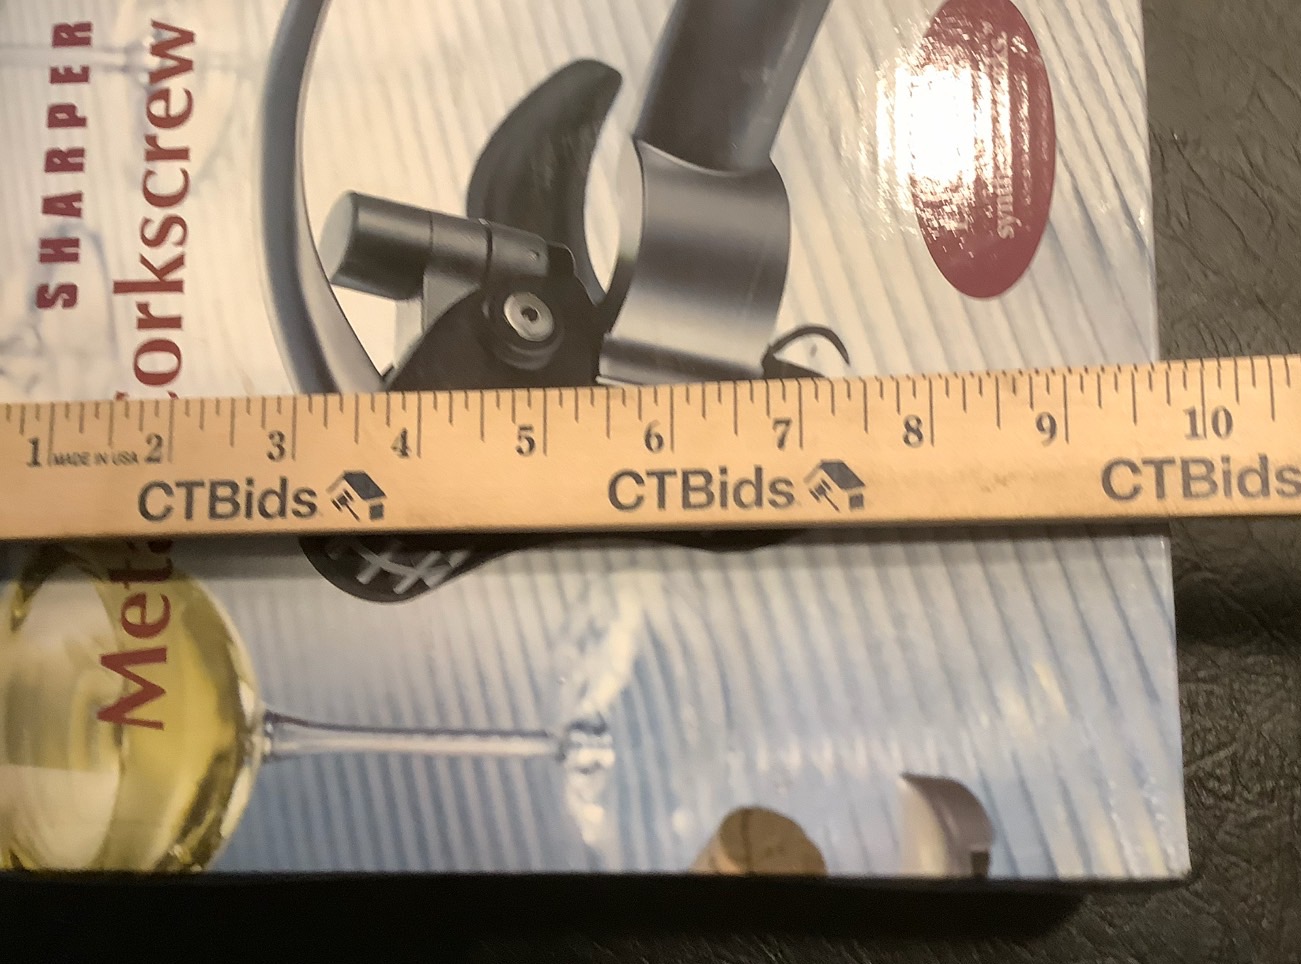 SHARPER
orkscrew
Met
synthetic
1 MADE IN USA 2 3 4 5 6 7 8 9 10
CTBids CTBids CTBids